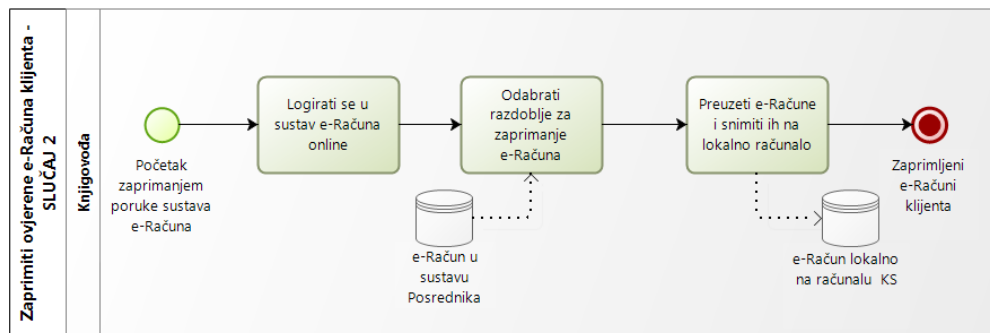 Zaprimiti ovjerene e-Računa klijenta -
SLUČAJ 2
Knjigovođa
Početak
zaprimanjem
poruke sustava
e-Računa
Logirati se u
sustav e-Računa
online
Odabrati
razdoblje za
zaprimanje
e-Računa
e-Račun u
sustavu
Posrednika
Preuzeti e-Račune
i snimiti ih na
lokalno računalo
e-Račun lokalno
na računalu KS
Zaprimljeni
e-Računi
klijenta